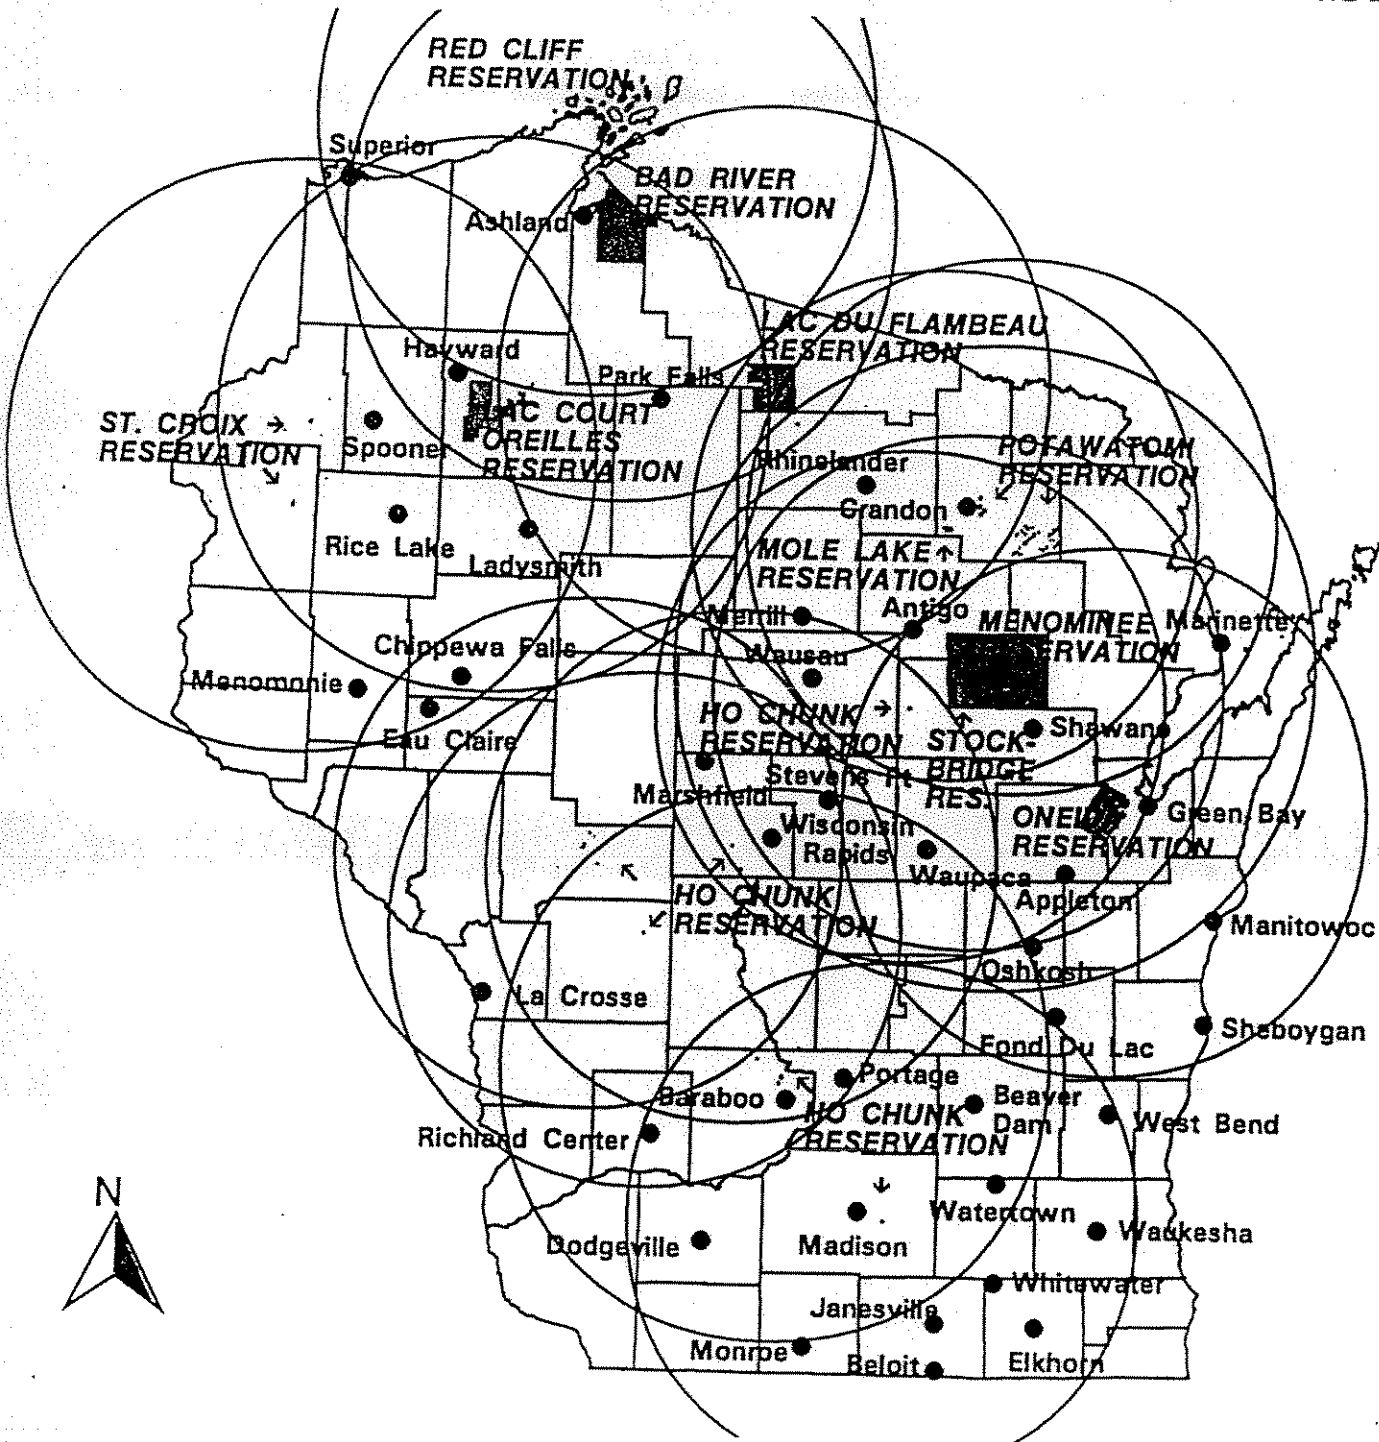 RED CLIFF
RESERVATION
Superior
BAD RIVER
RESERVATION
Ashland
LAC DU FLAMBEAU
RESERVATION
Hayward
Park Falls
ST. CROIX
RESERVATION
Spooner
LAC COURT
OREILLES
RESERVATION
Rhinelander
POTAWATOMI
RESERVATION
Crandon
Rice Lake
Ladysmith
MOLE LAKE
RESERVATION
Merrill
Antigo
MENOMINEE
RESERVATION
Marinette
Chippewa Falls
Wausau
Menomonie
Eau Claire
HO CHUNK
RESERVATION
STOCK-
BRIDGE
RES.
Shawano
Marshfield
Stevens Pt
Wisconsin
Rapids
ONEIDA
RESERVATION
Green Bay
Waupaca
Appleton
HO CHUNK
RESERVATION
Manitowoc
Oshkosh
La Crosse
Fond Du Lac
Sheboygan
Portage
Baraboo
Beaver
Dam
HO CHUNK
RESERVATION
West Bend
Richland Center
N
Watertown
Dodgeville
Madison
Waukesha
Whitewater
Janesville
Monroe
Beloit
Elkhorn